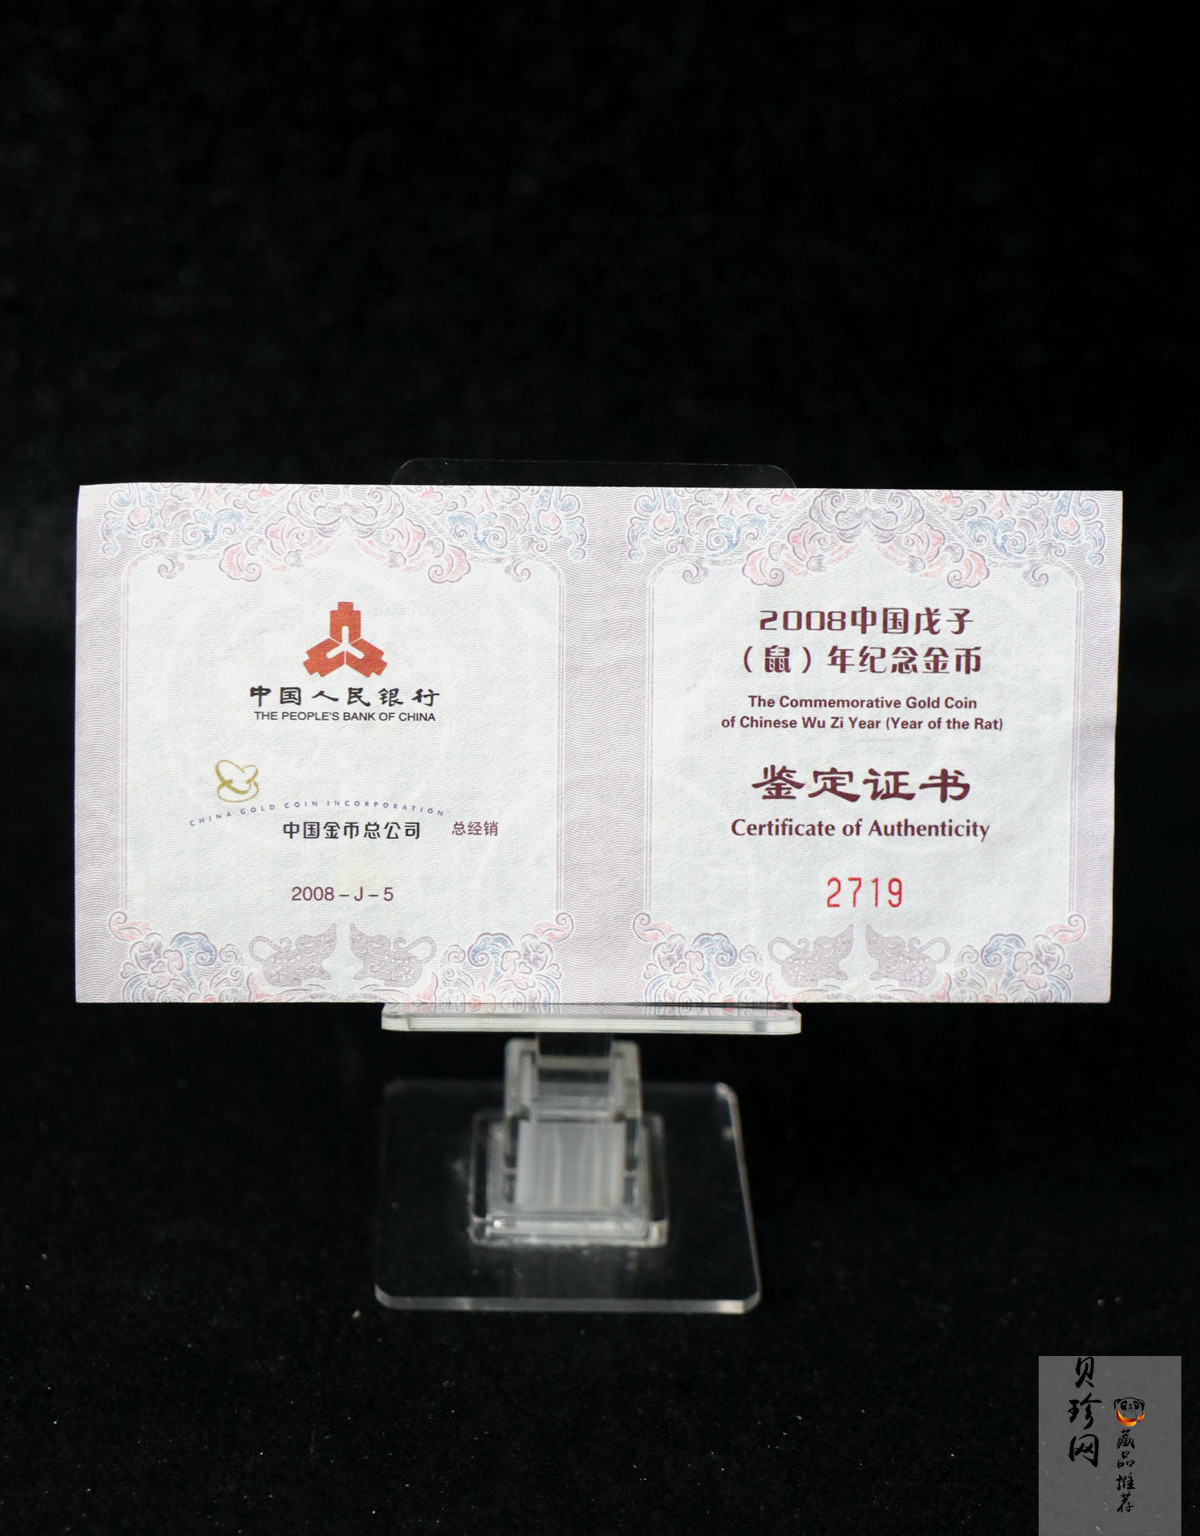 中国人民银行
THE PEOPLE'S BANK OF CHINA
CHINA GOLD COIN INCORPORATION
中国金币总公司 总经销
2008－J－5
2008中国戊子
（鼠）年纪念金币
The Commemorative Gold Coin
of Chinese Wu Zi Year (Year of the Rat)
鉴定证书
Certificate of Authenticity
2719
贝珍网
藏品推荐